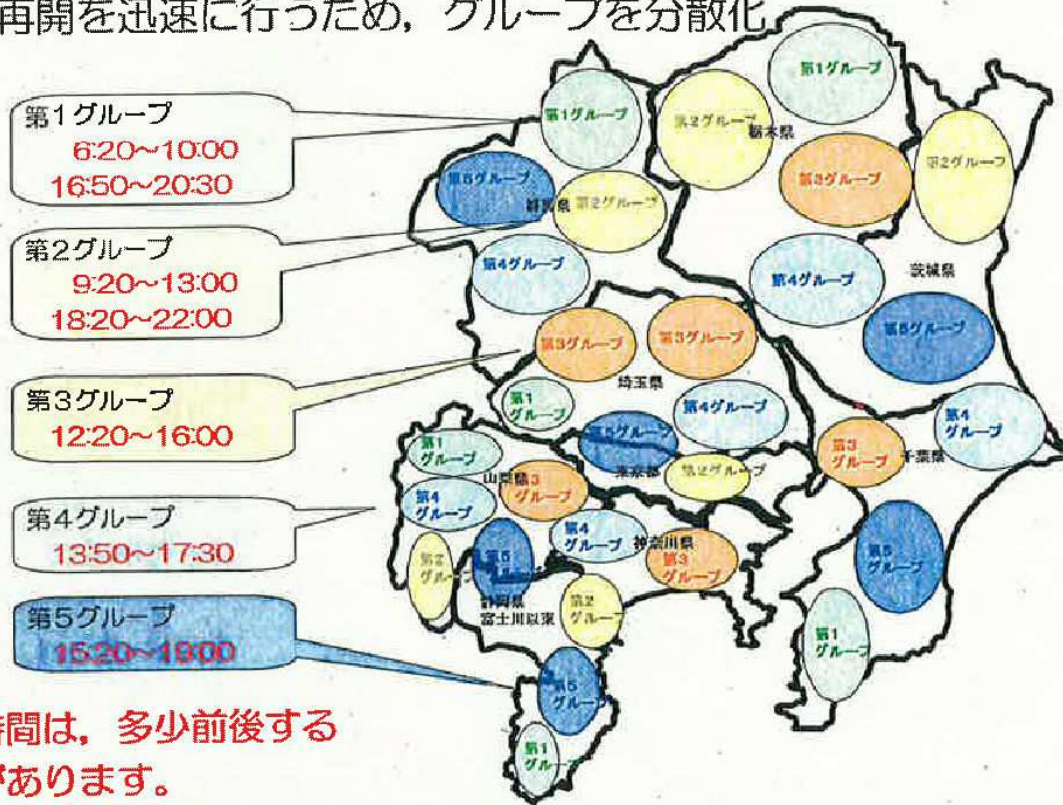 再開を迅速に行うため，グループを分散化
第1グループ
6:20～10:00
16:50～20:30
第2グループ
9:20～13:00
18:20～22:00
第3グループ
12:20～16:00
第4グループ
13:50～17:30
第5グループ
15:20～19:00
時間は，多少前後する
があります。
第1グループ
第1グループ
第2グループ
栃木県
第2グループ
第5グループ
第3グループ
群馬県
第2グループ
第4グループ
第4グループ
茨城県
第5グループ
第3グループ
第3グループ
埼玉県
第1
グループ
第4グループ
第4
グループ
第1
グループ
第5グループ
東京都
第2グループ
第3
グループ
千葉県
山梨県
第3
グループ
第4
グループ
第4
グループ
神奈川県
第3
グループ
第2
グループ
第5
第5
グループ
静岡県
富士川以東
第2
グループ
第1
グループ
第5
グループ
第1
グループ